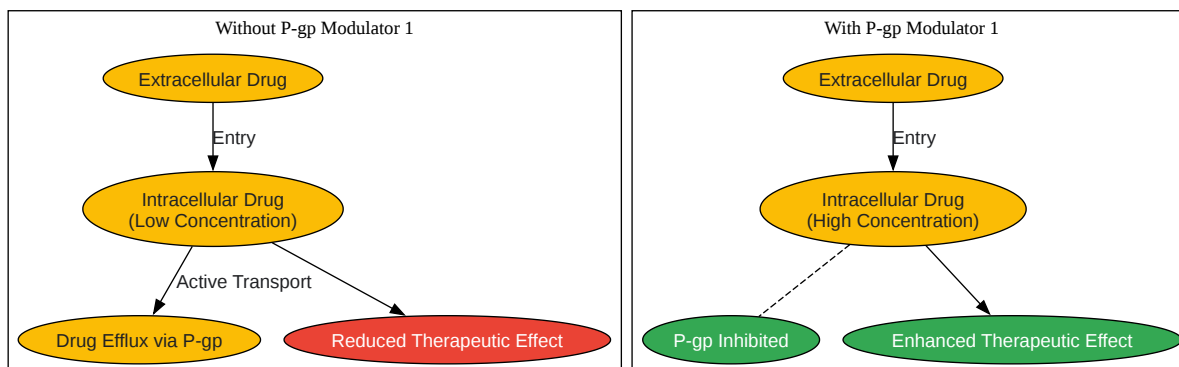 Without P-gp Modulator 1
Extracellular Drug
Entry
Intracellular Drug
(Low Concentration)
Active Transport
Drug Efflux via P-gp
Reduced Therapeutic Effect
With P-gp Modulator 1
Extracellular Drug
Entry
Intracellular Drug
(High Concentration)
P-gp Inhibited
Enhanced Therapeutic Effect